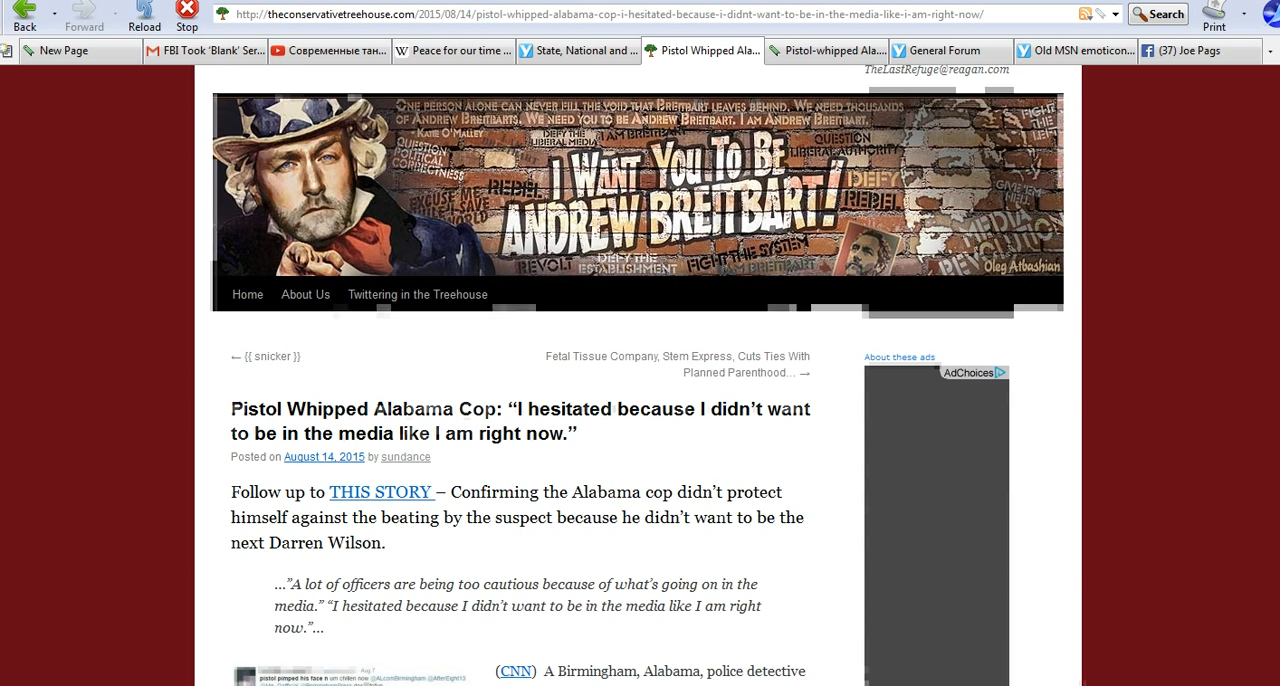 Back
Forward
Reload
Stop
http://theconservativetreehouse.com/2015/08/14/pistol-whipped-alabama-cop-i-hesitated-because-i-didnt-want-to-be-in-the-media-like-i-am-right-now/
Search
Print
New Page
FBI Took 'Blank' Ser...
Современные тан...
Peace for our time ...
State, National and ...
Pistol Whipped Ala...
Pistol-whipped ala...
General Forum
Old MSN emoticon...
(37) Joe Pags
TheLastRefuge@reagan.com
ONE PERSON ALONE CAN NEVER FILL THE VOID THAT BREITBART LEAVES BEHIND. WE NEED THOUSANDS
OF ANDREW BREITBARTS. WE NEED YOU TO BE ANDREW BREITBART. I AM ANDREW BREITBART.
- KATIE O'MALLEY
DEFY THE
LIBERAL MEDIA
I AM BREITBART
QUESTION
POLITICAL
CORRECTNESS
QUESTION
LIBERAL AUTHORITY
FIGHT
I WANT YOU TO BE
ANDREW BREITBART!
REBEL
EXCUSE ME
SAVE
DEFY
REBEL
MEDIA
REVOLUTION
REVOLT
DEFY THE
ESTABLISHMENT
FIGHT THE SYSTEM
I AM BREITBART
Oleg Atbashian
Home
About Us
Twittering in the Treehouse
← {{ snicker }}
Fetal Tissue Company, Stem Express, Cuts Ties With
Planned Parenthood… →
About these ads
AdChoices
Pistol Whipped Alabama Cop: “I hesitated because I didn’t want
to be in the media like I am right now.”
Posted on August 14, 2015 by sundance
Follow up to THIS STORY – Confirming the Alabama cop didn’t protect
himself against the beating by the suspect because he didn’t want to be the
next Darren Wilson.
…”A lot of officers are being too cautious because of what’s going on in the
media.” “I hesitated because I didn’t want to be in the media like I am right
now.”…
Aug 7
pistol pimped his face n um chillen now @ALcomBirmingham @AfterEight13
(CNN) A Birmingham, Alabama, police detective